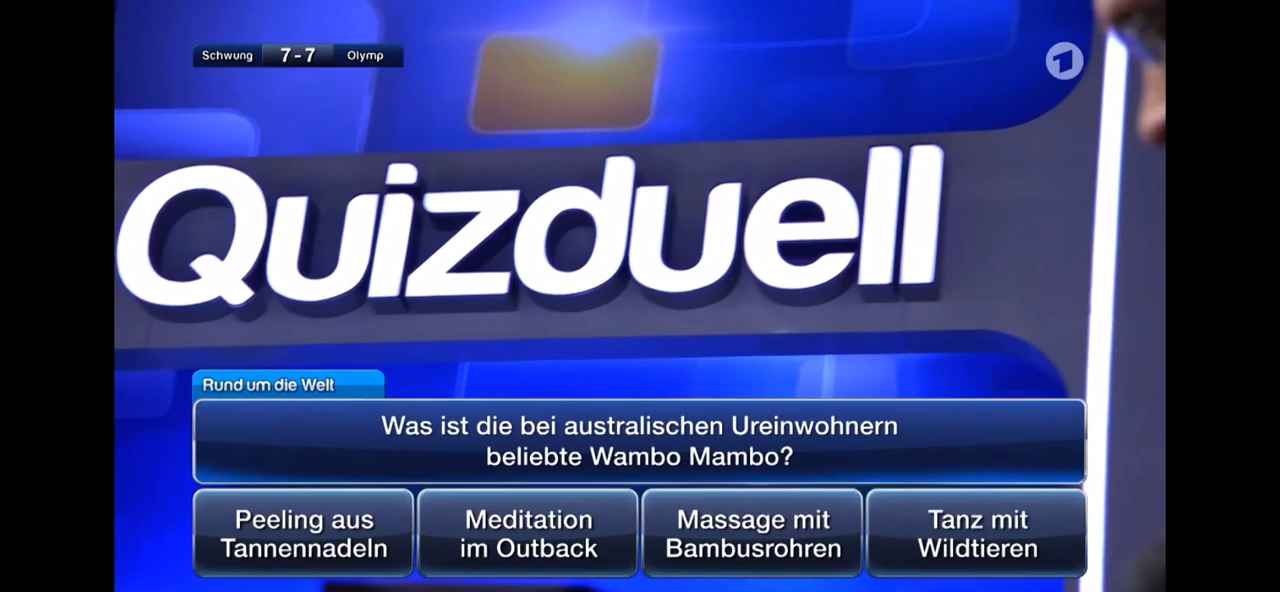 Schwung 7-7 Olymp
1
Quizduell
Rund um die Welt
Was ist die bei australischen Ureinwohnern
beliebte Wambo Mambo?
Peeling aus
Tannennadeln
Meditation
im Outback
Massage mit
Bambusrohren
Tanz mit
Wildtieren